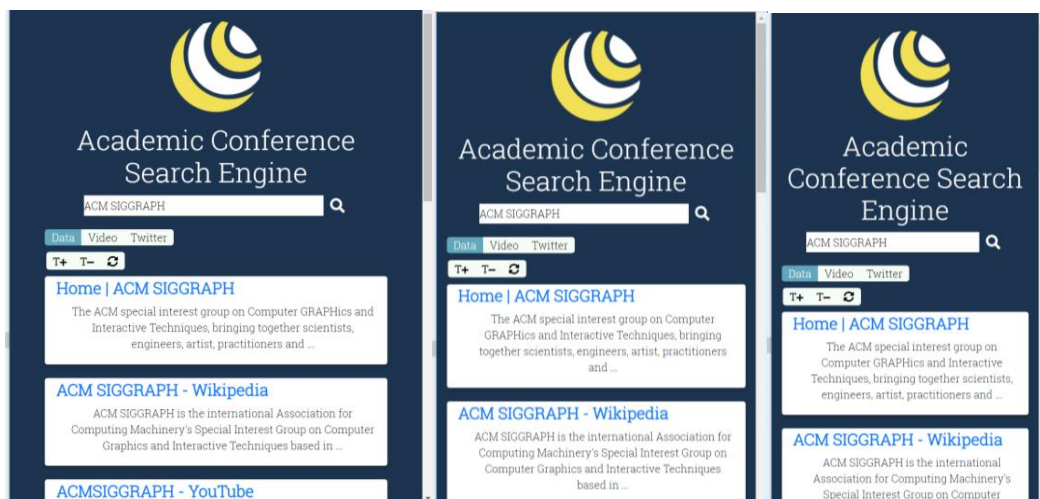 Academic Conference
Search Engine
ACM SIGGRAPH
Data Video Twitter
T+ T-
Home | ACM SIGGRAPH
The ACM special interest group on Computer GRAPHics and
Interactive Techniques, bringing together scientists,
engineers, artist, practitioners and ...
ACM SIGGRAPH - Wikipedia
ACM SIGGRAPH is the international Association for
Computing Machinery's Special Interest Group on Computer
Graphics and Interactive Techniques based in ...
ACMSIGGRAPH - YouTube
Academic Conference
Search Engine
ACM SIGGRAPH
Data Video Twitter
T+ T-
Home | ACM SIGGRAPH
The ACM special interest group on Computer
GRAPHics and Interactive Techniques, bringing
together scientists, engineers, artist, practitioners
and ...
ACM SIGGRAPH - Wikipedia
ACM SIGGRAPH is the international Association for
Computing Machinery's Special Interest Group on
Computer Graphics and Interactive Techniques
based in ...
Academic
Conference Search
Engine
ACM SIGGRAPH
Data Video Twitter
T+ T-
Home | ACM SIGGRAPH
The ACM special interest group on
Computer GRAPHics and Interactive
Techniques, bringing together scientists,
engineers, artist, practitioners and ...
ACM SIGGRAPH - Wikipedia
ACM SIGGRAPH is the international
Association for Computing Machinery's
Special Interest Group on Computer